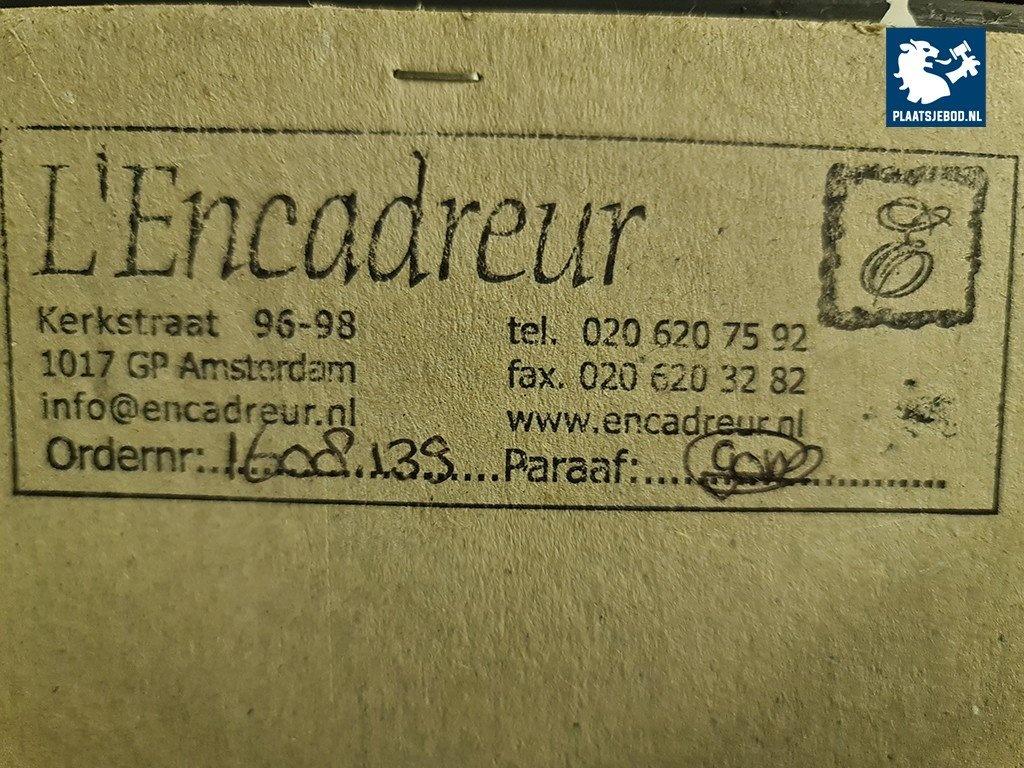 PLAATSJEBOD.NL
L'Encadreur
Kerkstraat 96-98
1017 GP Amsterdam
info@encadreur.nl
tel. 020 620 75 92
fax. 020 620 32 82
www.encadreur.nl
Ordernr:..1608.139.....Paraaf:...................